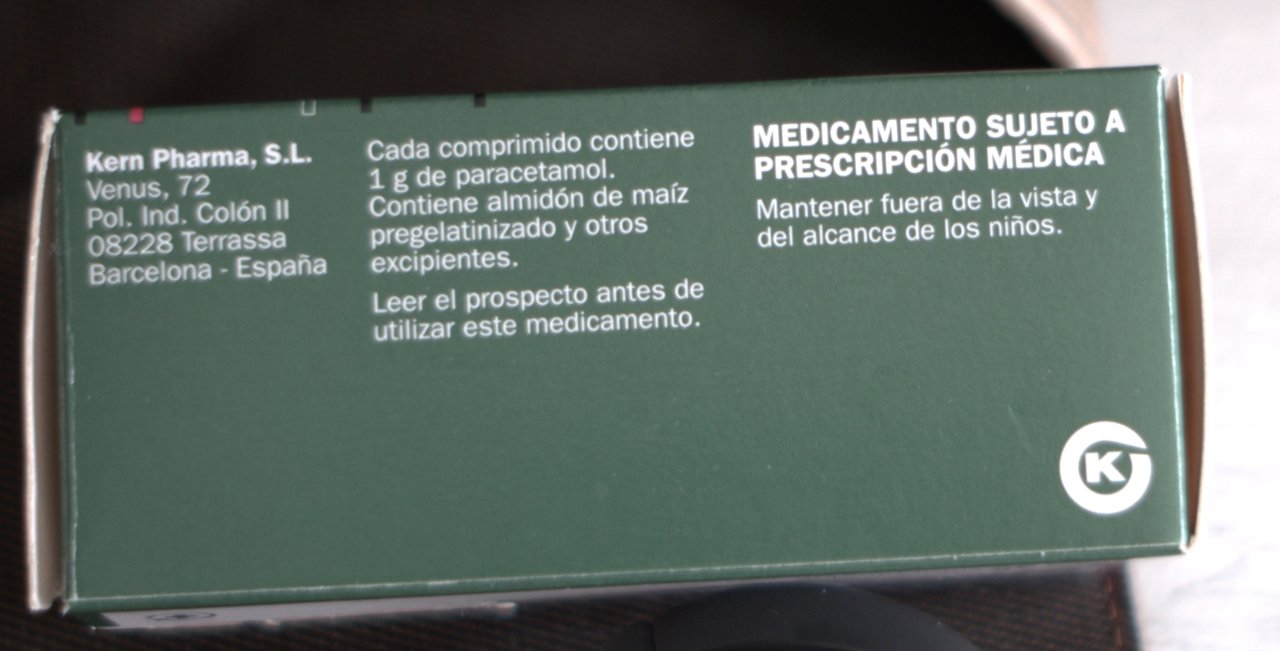 Kern Pharma, S.L.
Venus, 72
Pol. Ind. Colón II
08228 Terrassa
Barcelona - España
Cada comprimido contiene
1 g de paracetamol.
Contiene almidón de maíz
pregelatinizado y otros
excipientes.
Leer el prospecto antes de
utilizar este medicamento.
MEDICAMENTO SUJETO A
PRESCRIPCIÓN MÉDICA
Mantener fuera de la vista y
del alcance de los niños.
K